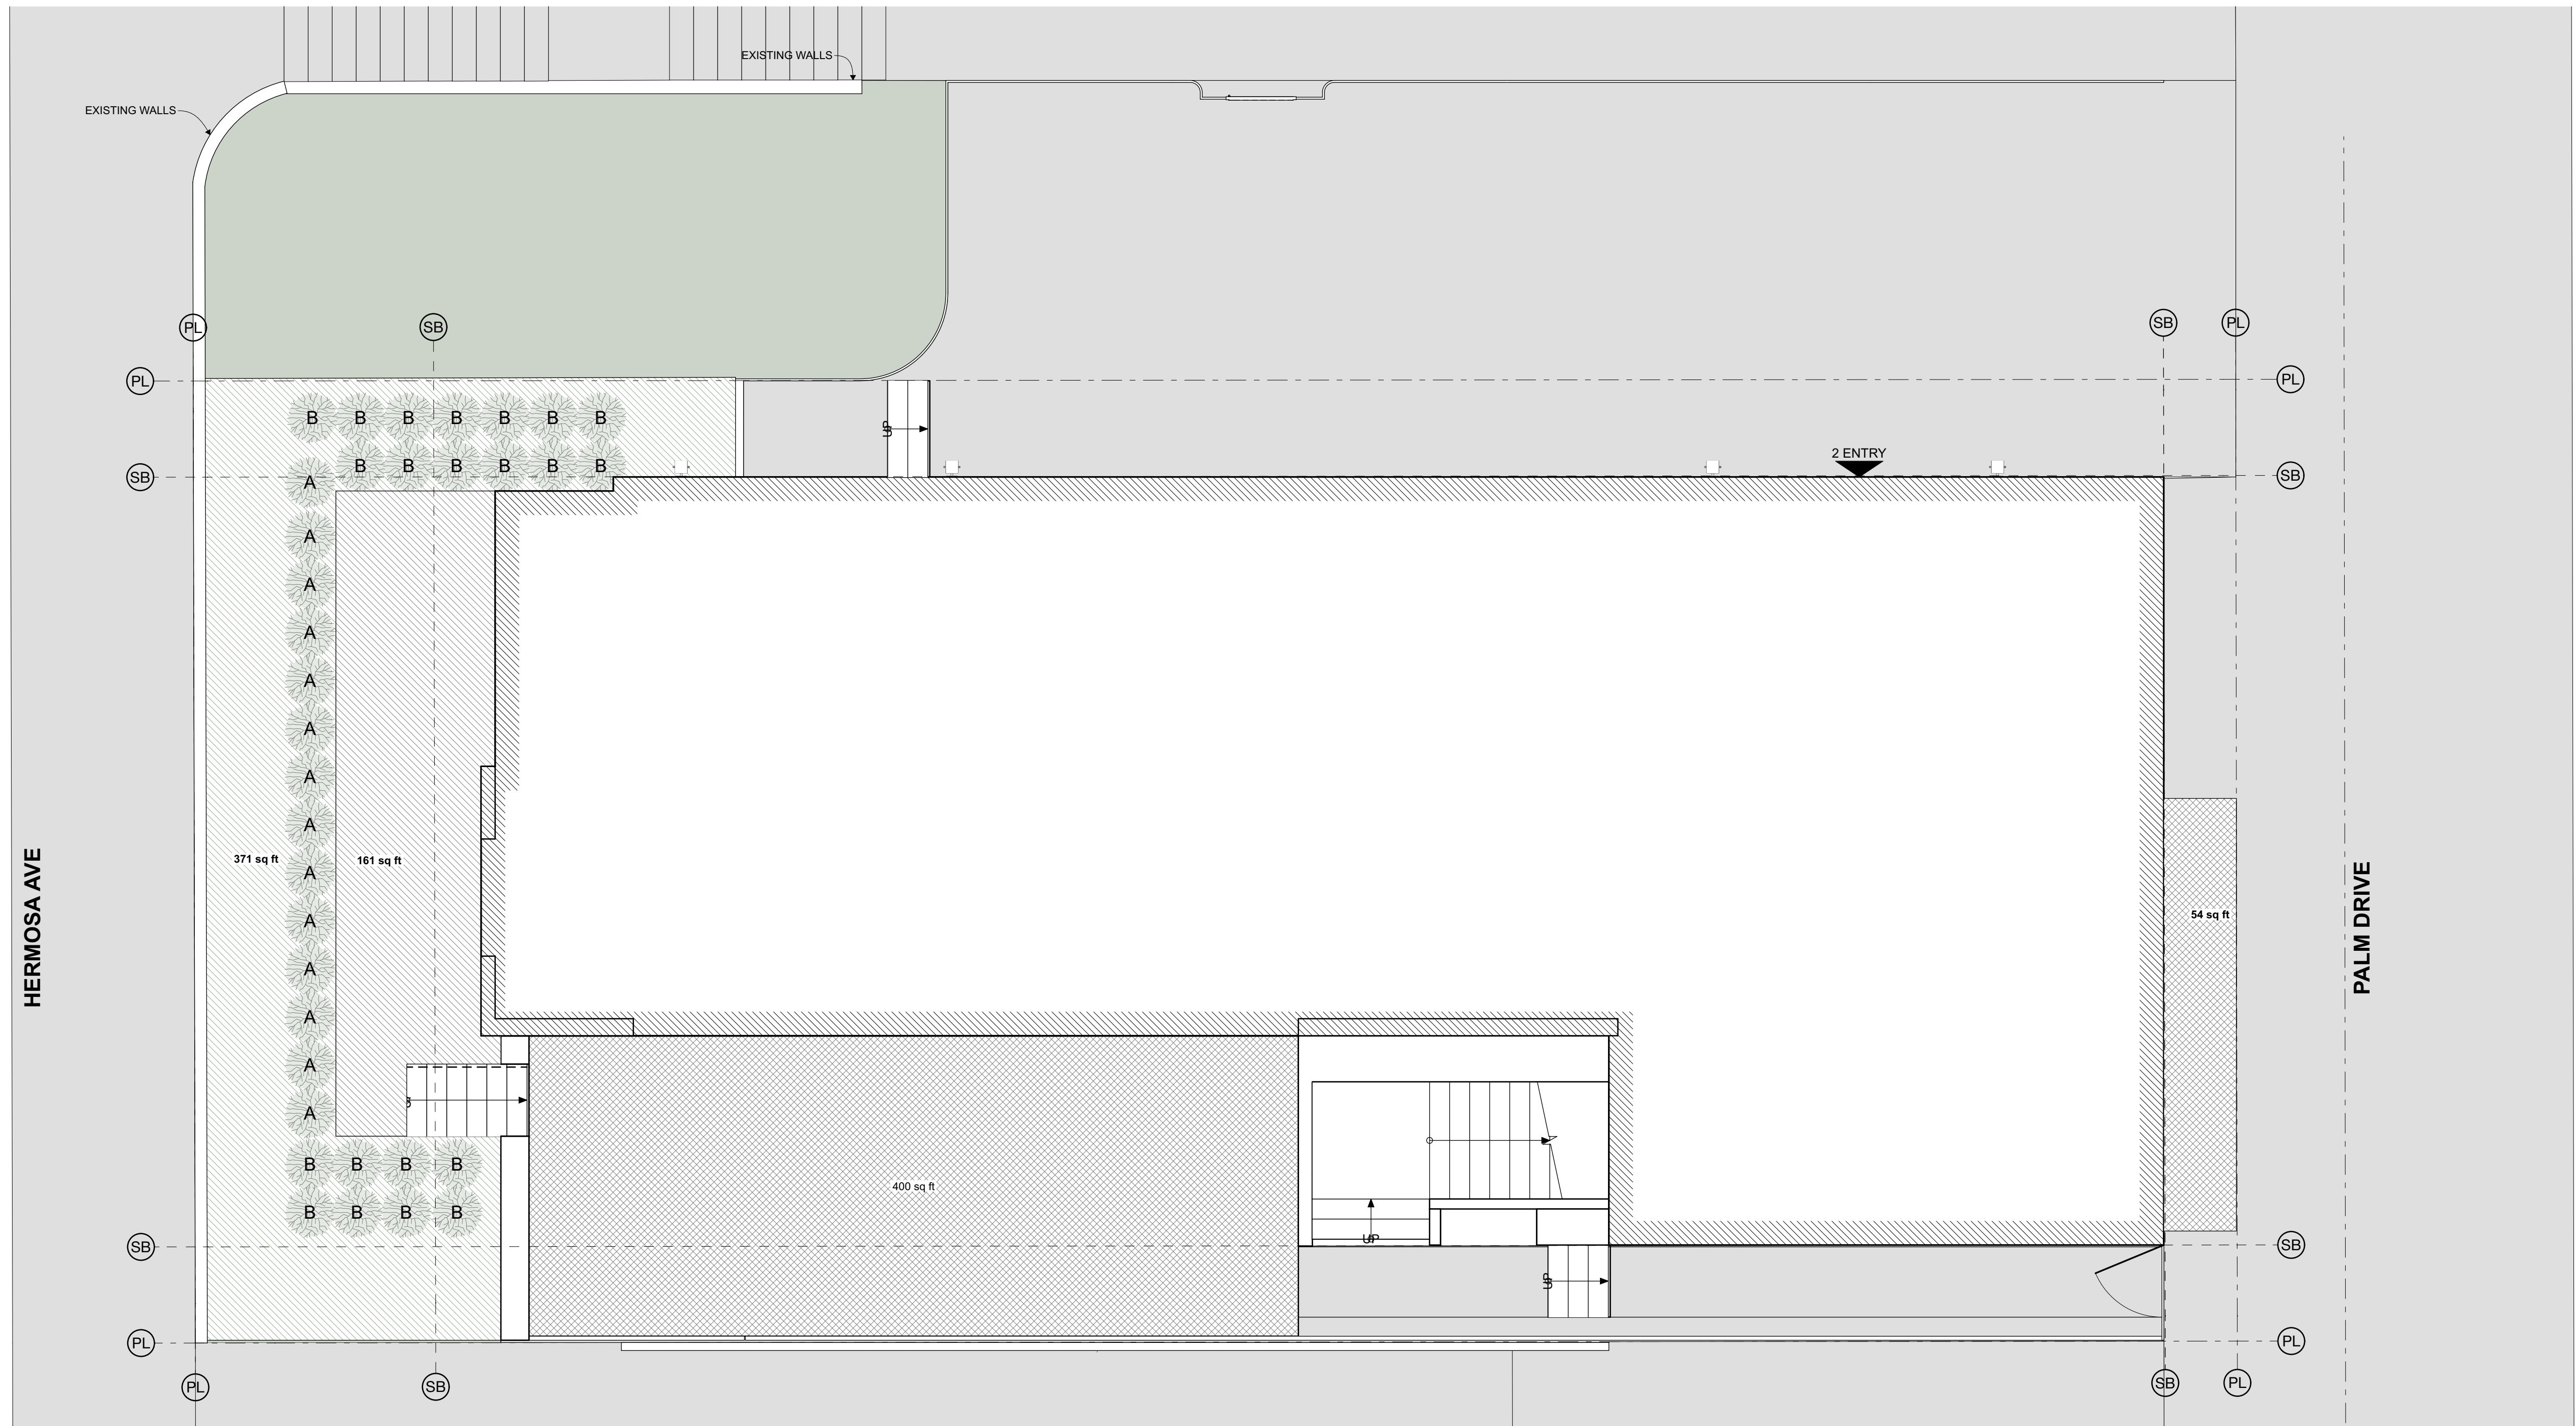 EXISTING WALLS
EXISTING WALLS
PL
SB
SB
PL
PL
PL
B B B B B B B
UP
2 ENTRY
B B B B B B
SB
SB
A
A
A
A
A
A
A
A
A
A
A
A
A
A
HERMOSA AVE
371 sq ft
161 sq ft
54 sq ft
PALM DRIVE
B B B B
400 sq ft
B B B B
UP
SB
SB
UP
PL
PL
PL
SB
SB
PL